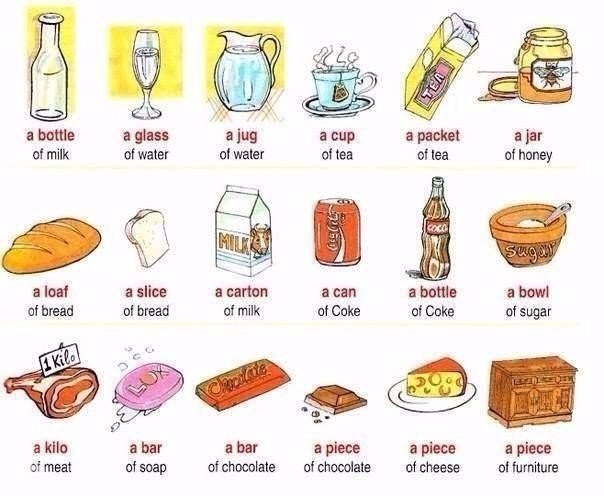 TEA
a bottle
of milk
a glass
of water
a jug
of water
a cup
of tea
a packet
of tea
a jar
of honey
MILK
Coca-Cola
COCA
sugar
a loaf
of bread
a slice
of bread
a carton
of milk
a can
of Coke
a bottle
of Coke
a bowl
of sugar
1 Kilo
LUX
Chocolate
a kilo
of meat
a bar
of soap
a bar
of chocolate
a piece
of chocolate
a piece
of cheese
a piece
of furniture